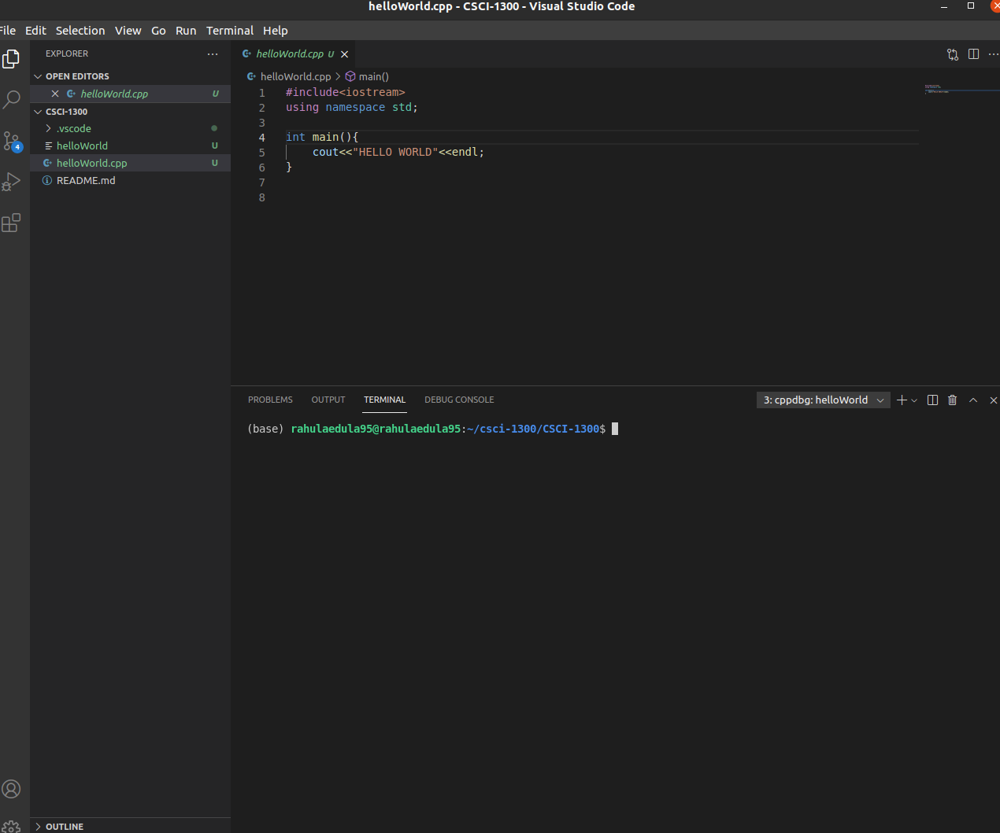 helloWorld.cpp - CSCI-1300 - Visual Studio Code
File Edit Selection View Go Run Terminal Help
EXPLORER
OPEN EDITORS
helloWorld.cpp U
CSCI-1300
.vscode
helloWorld U
helloWorld.cpp U
README.md
4
OUTLINE
helloWorld.cpp U
helloWorld.cpp > main()
1 #include<iostream>
2 using namespace std;
3
4 int main(){
5 cout<<"HELLO WORLD"<<endl;
6 }
7
8
PROBLEMS OUTPUT TERMINAL DEBUG CONSOLE 3: cppdbg: helloWorld
(base) rahulaedula95@rahulaedula95:~/csci-1300/CSCI-1300$